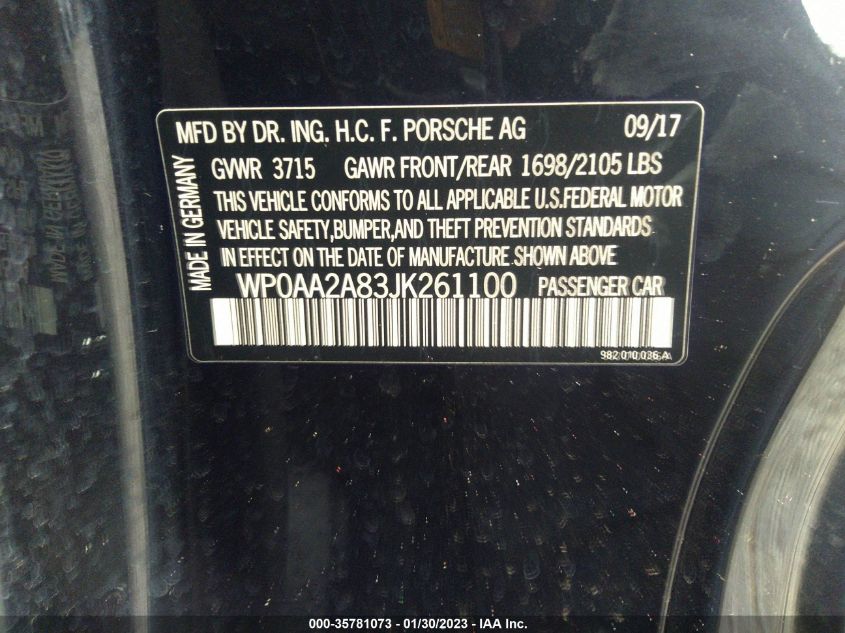 MFD BY DR. ING. H.C. F. PORSCHE AG 09/17
GVWR 3715 GAWR FRONT/REAR 1698/2105 LBS
THIS VEHICLE CONFORMS TO ALL APPLICABLE U.S.FEDERAL MOTOR
VEHICLE SAFETY,BUMPER,AND THEFT PREVENTION STANDARDS
IN EFFECT ON THE DATE OF MANUFACTURE SHOWN ABOVE
MADE IN GERMANY
WP0AA2A83JK261100 PASSENGER CAR
982.010.036.A
000-35781073 - 01/30/2023 - IAA Inc.